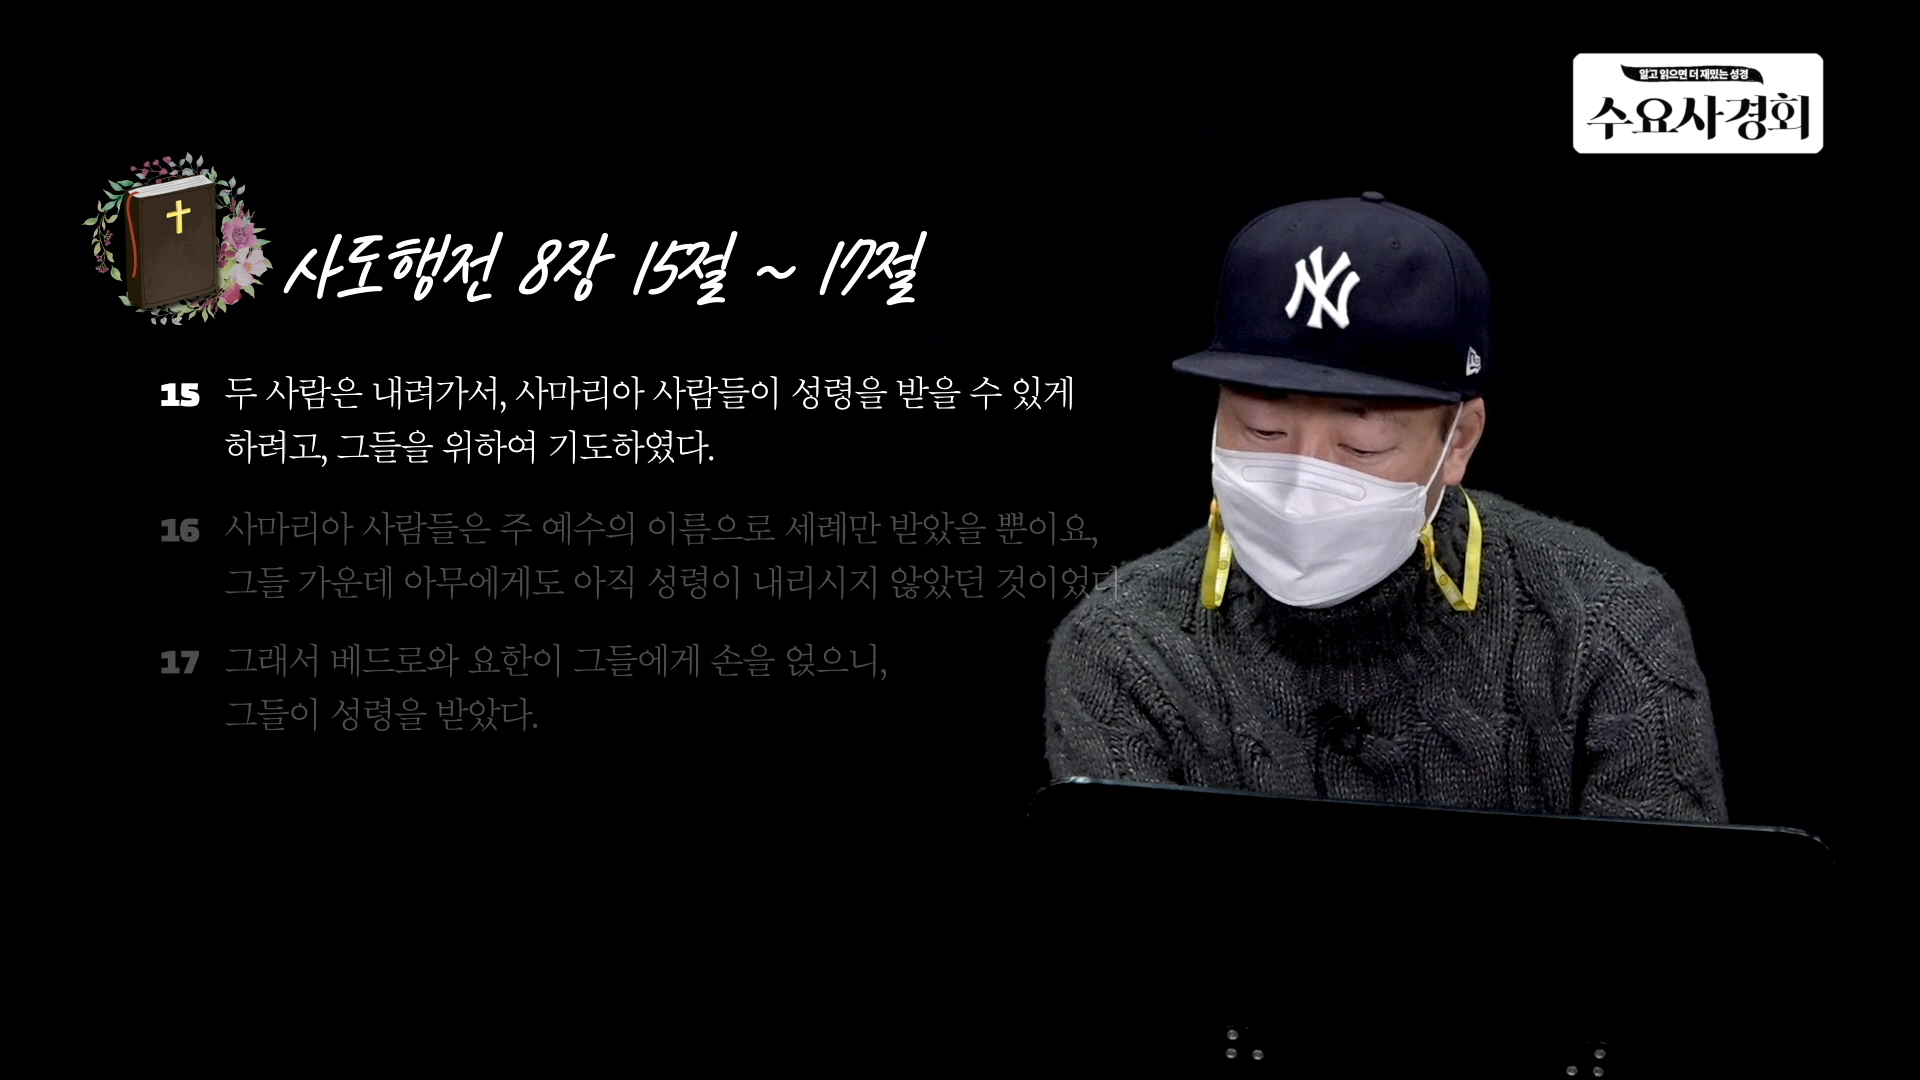 알고 읽으면 더 재밌는 성경
수요사경회
사도행전 8장 15절 ~ 17절
15 두 사람은 내려가서, 사마리아 사람들이 성령을 받을 수 있게
하려고, 그들을 위하여 기도하였다.
16 사마리아 사람들은 주 예수의 이름으로 세례만 받았을 뿐이요,
그들 가운데 아무에게도 아직 성령이 내리시지 않았던 것이었다.
17 그래서 베드로와 요한이 그들에게 손을 얹으니,
그들이 성령을 받았다.
NY